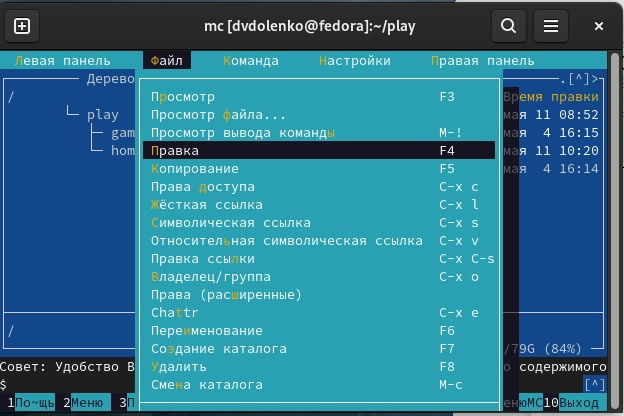 mc [dvdolenko@fedora]:~/play
Левая панель Файл Команда Настройки Правая панель
Дерево .[^]>
/ Просмотр F3 Время правки
play Просмотр файла... мая 11 08:52
gam Просмотр вывода команды M-! мая 4 16:15
hom Правка F4 мая 11 10:20
Копирование F5 мая 4 16:14
Права доступа C-x c
Жёсткая ссылка C-x l
Символическая ссылка C-x s
Относительная символическая ссылка C-x v
Правка ссылки C-x C-s
Владелец/группа C-x o
Права (расширенные)
Chattr C-x e
/ Переименование F6
Создание каталога F7 /79G (84%)
Совет: Удобство В Удалить F8 о содержимого
$ Смена каталога M-c [^]
1По~щь 2Меню 3П еню МС 10Выход